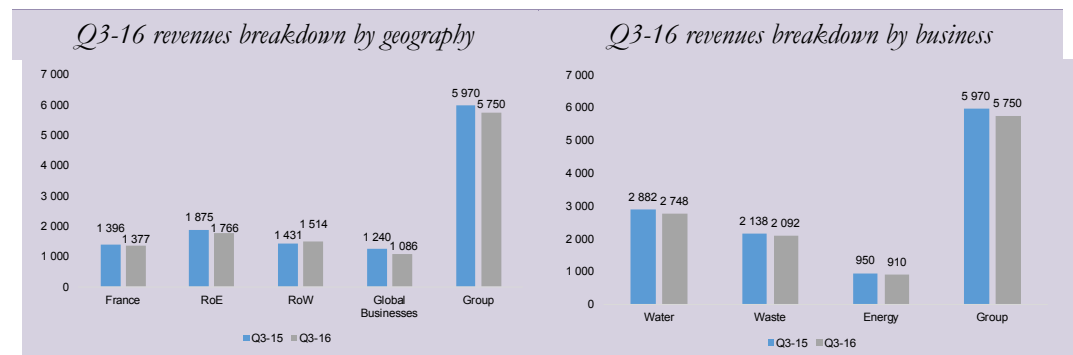 Q3-16 revenues breakdown by geography
7 000
6 000
5 000
4 000
3 000
2 000
1 000
0
1 396
1 377
1 875
1 766
1 431
1 514
1 240
1 086
5 970
5 750
France
RoE
RoW
Global
Businesses
Group
Q3-15
Q3-16
Q3-16 revenues breakdown by business
7 000
6 000
5 000
4 000
3 000
2 000
1 000
0
2 882
2 748
2 138
2 092
950
910
5 970
5 750
Water
Waste
Energy
Group
Q3-15
Q3-16